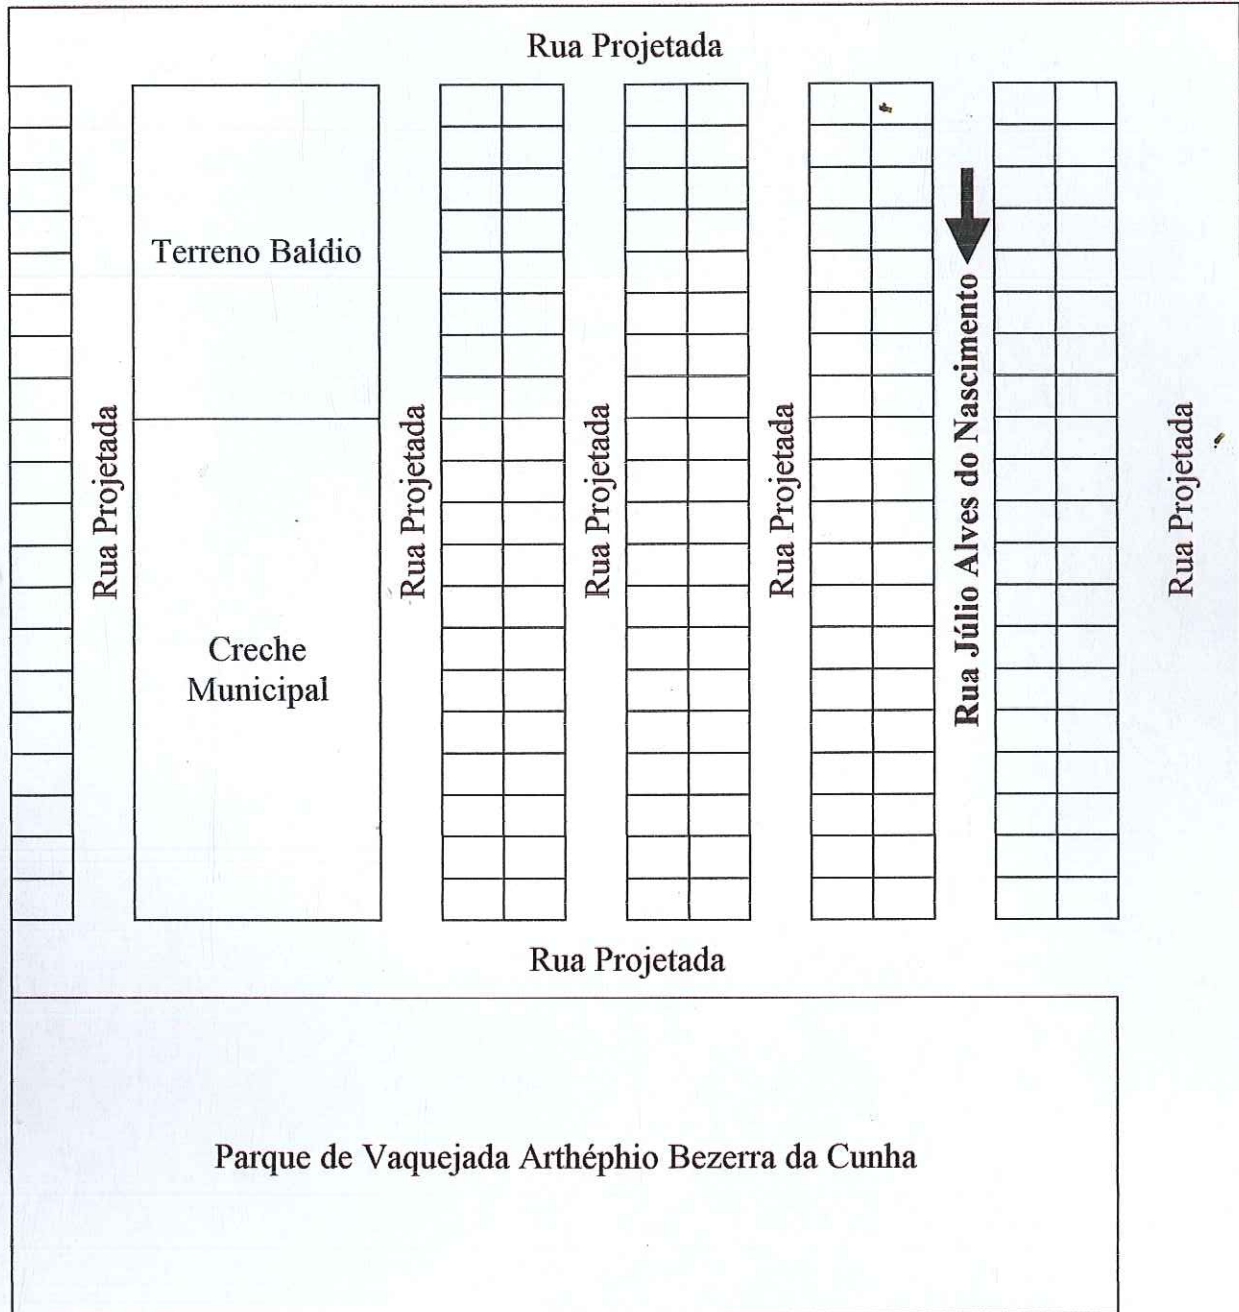 Rua Projetada
Terreno Baldio
Rua Projetada
Creche
Municipal
Rua Projetada
Rua Projetada
Rua Projetada
Rua Júlio Alves do Nascimento
Rua Projetada
Rua Projetada
Parque de Vaquejada Arthéphio Bezerra da Cunha